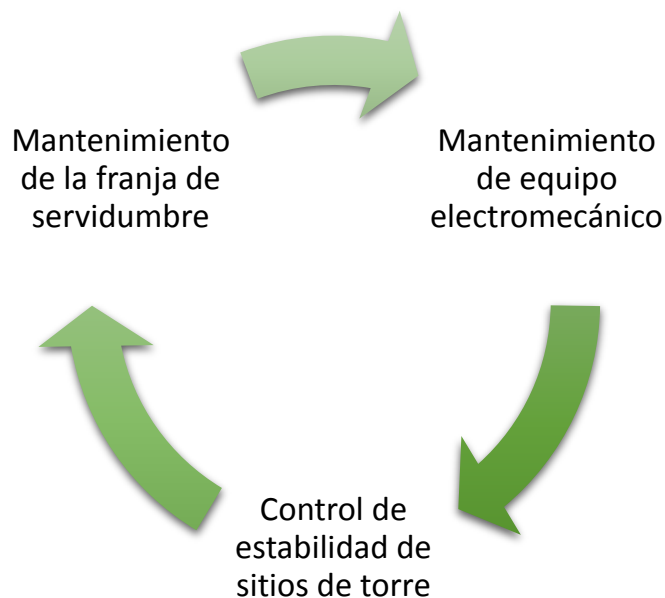 Mantenimiento
de la franja de
servidumbre
Mantenimiento
de equipo
electromecánico
Control de
estabilidad de
sitios de torre